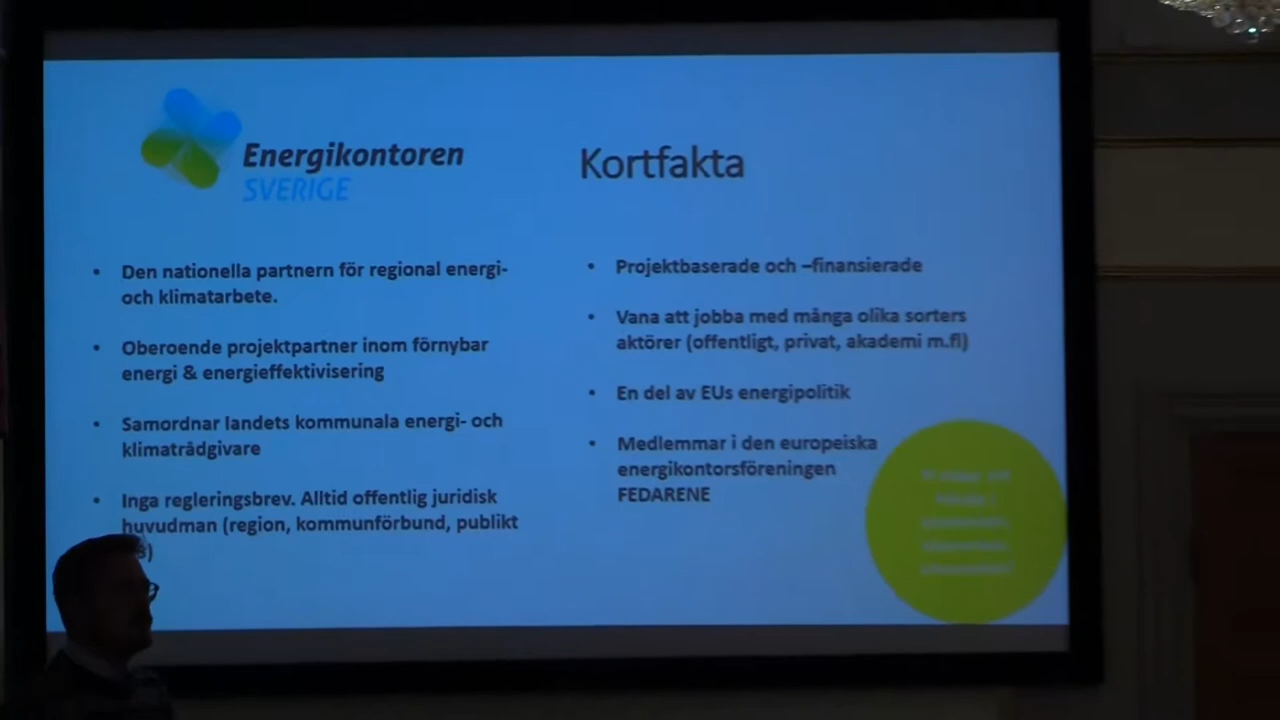 Energikontoren
SVERIGE
Kortfakta
Den nationella partnern för regional energi-
och klimatarbete.
Oberoende projektpartner inom förnybar
energi & energieffektivisering
Samordnar landets kommunala energi- och
klimatrådgivare
Inga regleringsbrev. Alltid offentlig juridisk
huvudman (region, kommunförbund, publikt
Projektbaserade och –finansierade
Vana att jobba med många olika sorters
aktörer (offentligt, privat, akademi m.fl)
En del av EUs energipolitik
Medlemmar i den europeiska
energikontorsföreningen
FEDARENE